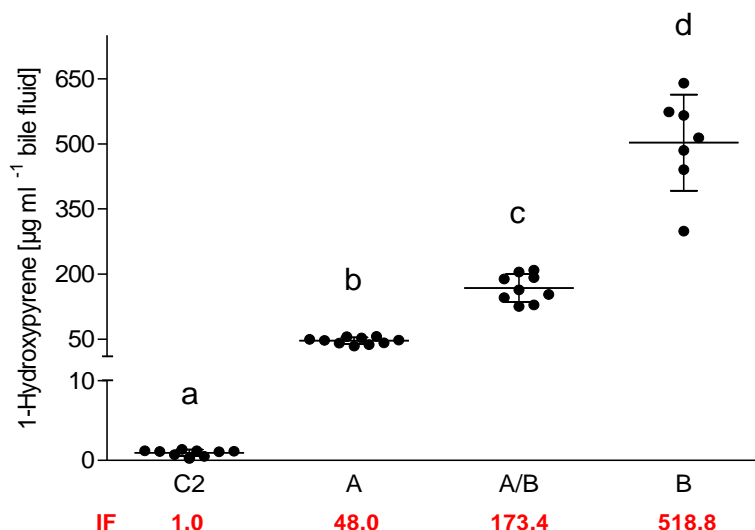 d
650
500
c
350
b
200
50
10
a
0
1-Hydroxypyrene [µg ml -1 bile fluid]
C2 A A/B B
IF 1.0 48.0 173.4 518.8